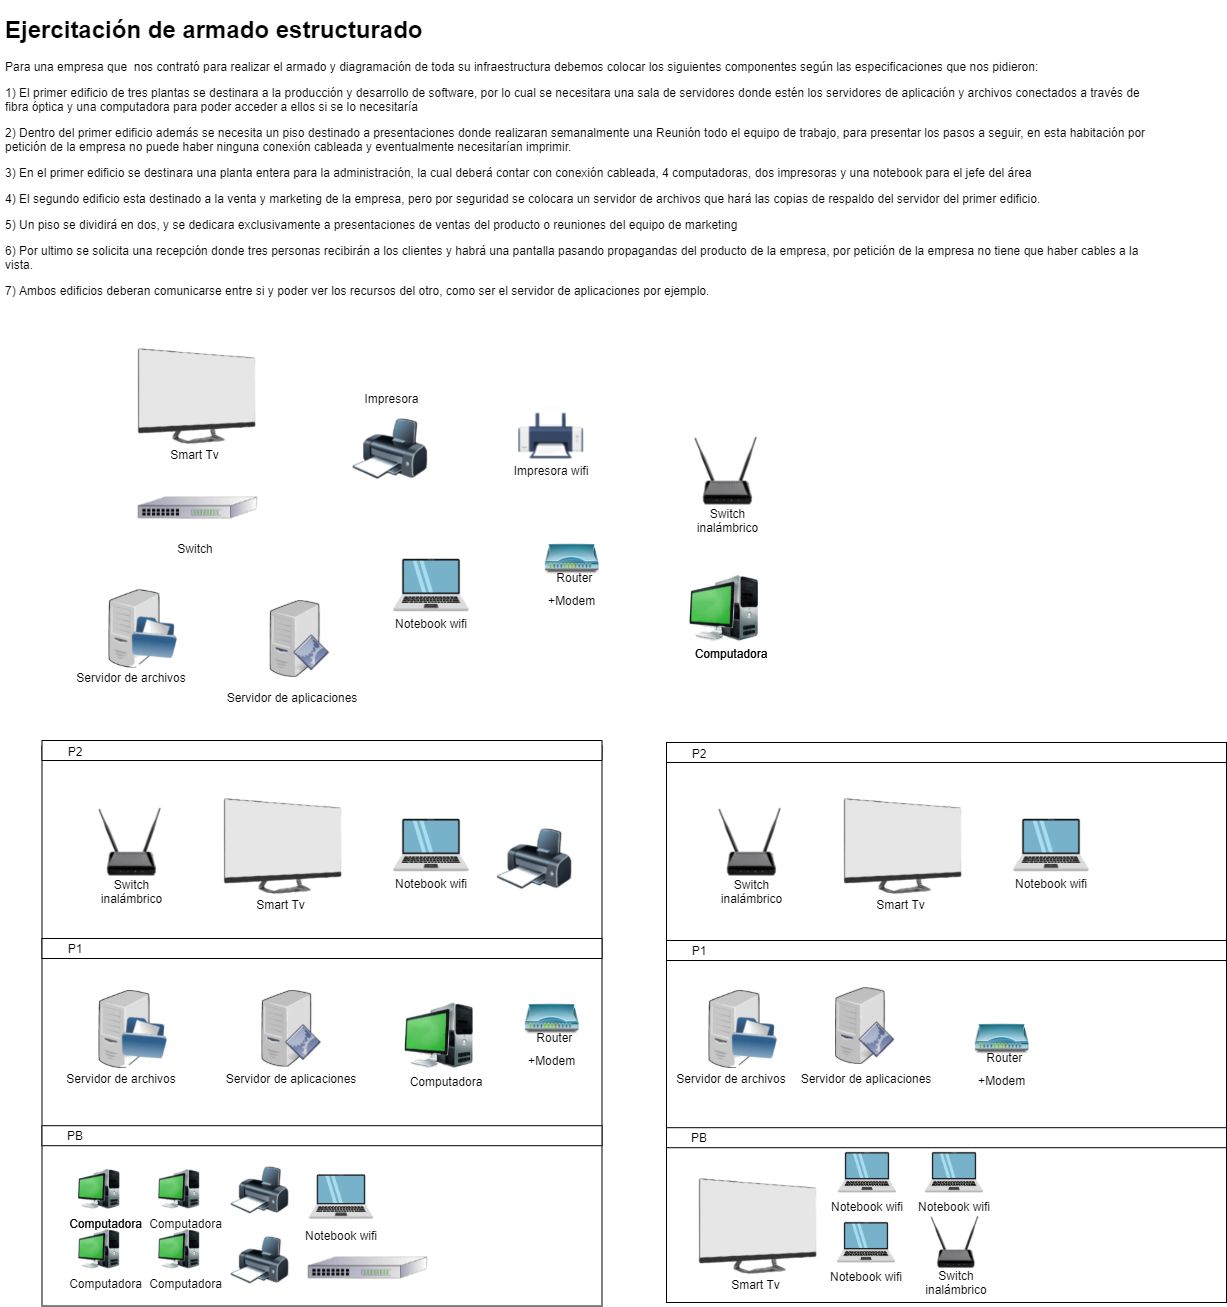 Ejercitación de armado estructurado
Para una empresa que  nos contrató para realizar el armado y diagramación de toda su infraestructura debemos colocar los siguientes componentes según las especificaciones que nos pidieron:
1) El primer edificio de tres plantas se destinara a la producción y desarrollo de software, por lo cual se necesitara una sala de servidores donde estén los servidores de aplicación y archivos conectados a través de
fibra óptica y una computadora para poder acceder a ellos si se lo necesitaría
2) Dentro del primer edificio además se necesita un piso destinado a presentaciones donde realizaran semanalmente una Reunión todo el equipo de trabajo, para presentar los pasos a seguir, en esta habitación por
petición de la empresa no puede haber ninguna conexión cableada y eventualmente necesitarían imprimir.
3) En el primer edificio se destinara una planta entera para la administración, la cual deberá contar con conexión cableada, 4 computadoras, dos impresoras y una notebook para el jefe del área
4) El segundo edificio esta destinado a la venta y marketing de la empresa, pero por seguridad se colocara un servidor de archivos que hará las copias de respaldo del servidor del primer edificio.
5) Un piso se dividirá en dos, y se dedicara exclusivamente a presentaciones de ventas del producto o reuniones del equipo de marketing
6) Por ultimo se solicita una recepción donde tres personas recibirán a los clientes y habrá una pantalla pasando propagandas del producto de la empresa, por petición de la empresa no tiene que haber cables a la
vista.
7) Ambos edificios deberan comunicarse entre si y poder ver los recursos del otro, como ser el servidor de aplicaciones por ejemplo.
Impresora
Smart Tv
Impresora wifi
Switch
inalámbrico
Switch
Router
+Modem
Notebook wifi
Computadora
Servidor de archivos
Servidor de aplicaciones
P2
Switch
inalámbrico
Smart Tv
Notebook wifi
P1
Servidor de archivos
Servidor de aplicaciones
Computadora
Router
+Modem
PB
Computadora
Computadora
Notebook wifi
Computadora
Computadora
P2
Switch
inalámbrico
Smart Tv
Notebook wifi
P1
Servidor de archivos
Servidor de aplicaciones
Router
+Modem
PB
Notebook wifi
Notebook wifi
Smart Tv
Notebook wifi
Switch
inalámbrico